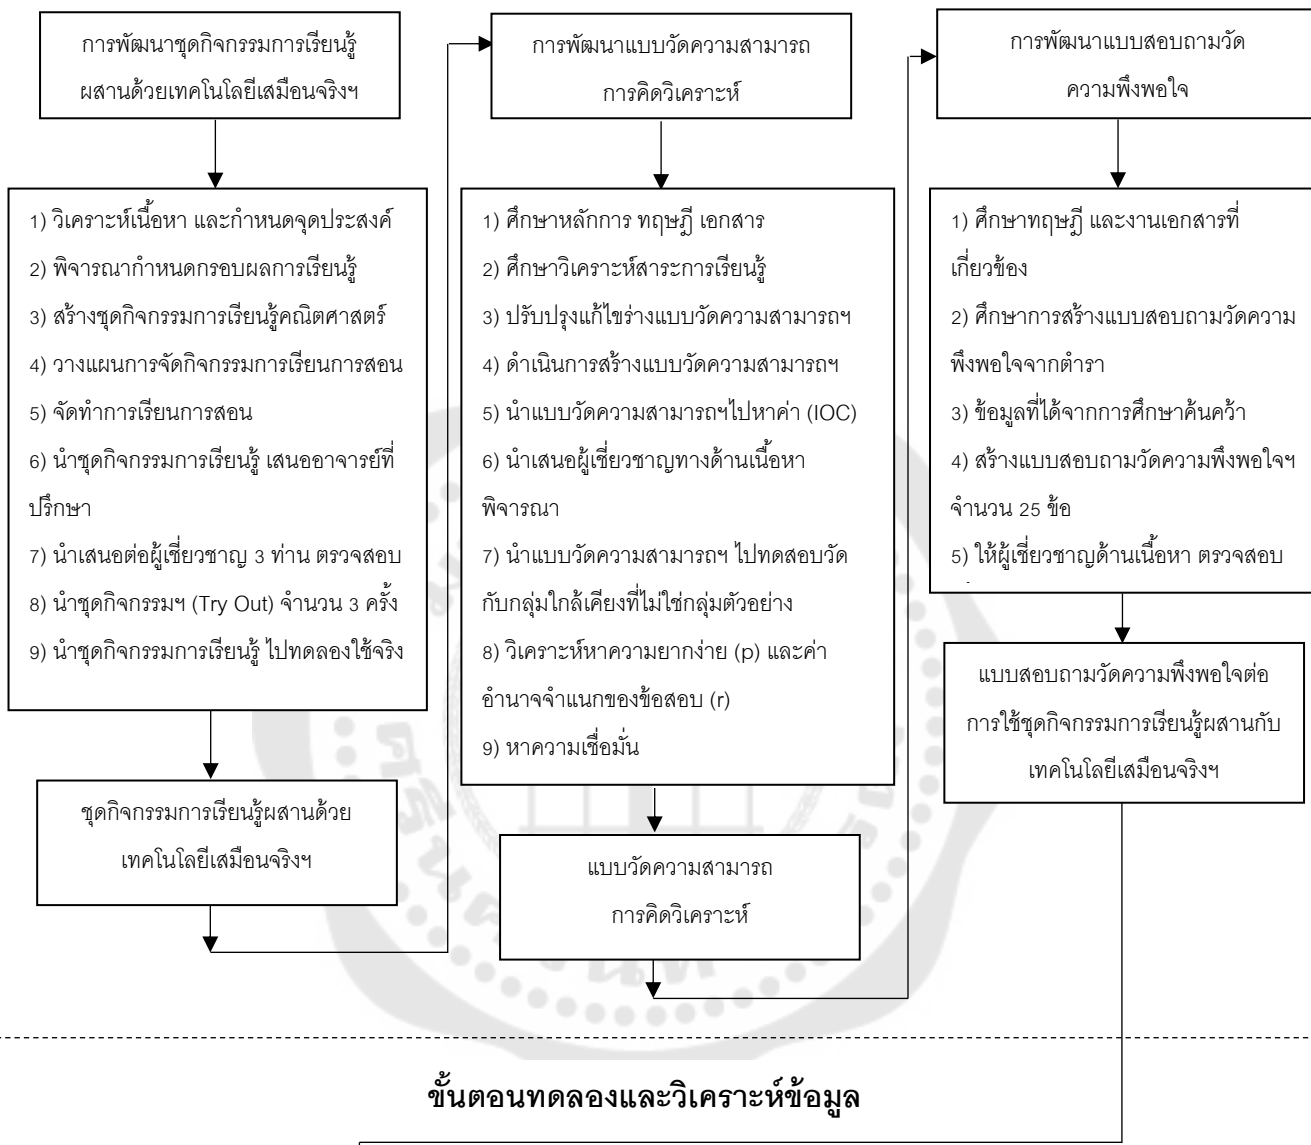 การพัฒนาชุดกิจกรรมการเรียนรู้
ผสานด้วยเทคโนโลยีเสมือนจริงฯ
1) วิเคราะห์เนื้อหา และกำหนดจุดประสงค์
2) พิจารณากำหนดกรอบผลการเรียนรู้
3) สร้างชุดกิจกรรมการเรียนรู้คณิตศาสตร์
4) วางแผนการจัดกิจกรรมการเรียนการสอน
5) จัดทำการเรียนการสอน
6) นำชุดกิจกรรมการเรียนรู้ เสนออาจารย์ที่
ปรึกษา
7) นำเสนอต่อผู้เชี่ยวชาญ 3 ท่าน ตรวจสอบ
8) นำชุดกิจกรรมฯ (Try Out) จำนวน 3 ครั้ง
9) นำชุดกิจกรรมการเรียนรู้ ไปทดลองใช้จริง
ชุดกิจกรรมการเรียนรู้ผสานด้วย
เทคโนโลยีเสมือนจริงฯ
การพัฒนาแบบวัดความสามารถ
การคิดวิเคราะห์
1) ศึกษาหลักการ ทฤษฎี เอกสาร
2) ศึกษาวิเคราะห์สาระการเรียนรู้
3) ปรับปรุงแก้ไขร่างแบบวัดความสามารถฯ
4) ดำเนินการสร้างแบบวัดความสามารถฯ
5) นำแบบวัดความสามารถฯไปหาค่า (IOC)
6) นำเสนอผู้เชี่ยวชาญทางด้านเนื้อหา
พิจารณา
7) นำแบบวัดความสามารถฯ ไปทดสอบวัด
กับกลุ่มใกล้เคียงที่ไม่ใช่กลุ่มตัวอย่าง
8) วิเคราะห์หาความยากง่าย (p) และค่า
อำนาจจำแนกของข้อสอบ (r)
9) หาความเชื่อมั่น
แบบวัดความสามารถ
การคิดวิเคราะห์
การพัฒนาแบบสอบถามวัด
ความพึงพอใจ
1) ศึกษาทฤษฎี และงานเอกสารที่
เกี่ยวข้อง
2) ศึกษาการสร้างแบบสอบถามวัดความ
พึงพอใจจากตำรา
3) ข้อมูลที่ได้จากการศึกษาค้นคว้า
4) สร้างแบบสอบถามวัดความพึงพอใจฯ
จำนวน 25 ข้อ
5) ให้ผู้เชี่ยวชาญด้านเนื้อหา ตรวจสอบ
แบบสอบถามวัดความพึงพอใจต่อ
การใช้ชุดกิจกรรมการเรียนรู้ผสานกับ
เทคโนโลยีเสมือนจริงฯ
ขั้นตอนทดลองและวิเคราะห์ข้อมูล